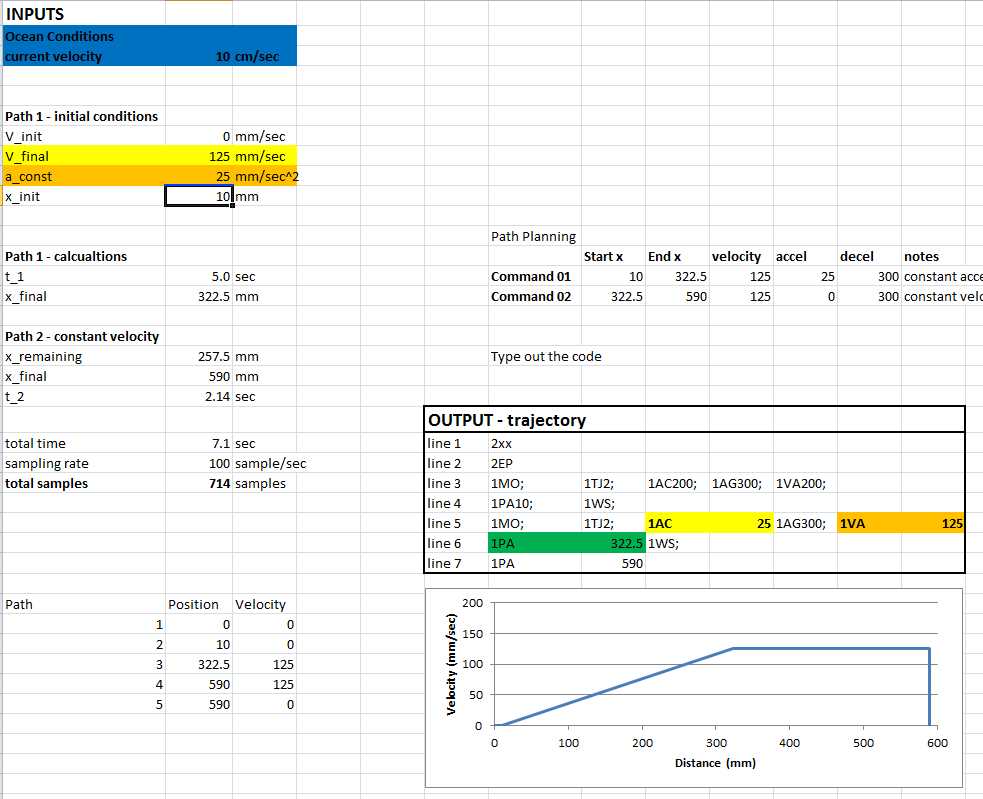 INPUTS
Ocean Conditions
current velocity 10 cm/sec
Path 1 - initial conditions
V_init 0 mm/sec
V_final 125 mm/sec
a_const 25 mm/sec^2
x_init 10 mm
Path Planning
Path 1 - calcualtions Start x End x velocity accel decel notes
t_1 5.0 sec Command 01 10 322.5 125 25 300 constant acce
x_final 322.5 mm Command 02 322.5 590 125 0 300 constant velo
Path 2 - constant velocity
x_remaining 257.5 mm Type out the code
x_final 590 mm
t_2 2.14 sec
OUTPUT - trajectory
total time 7.1 sec line 1 2xx
sampling rate 100 sample/sec line 2 2EP
total samples 714 samples line 3 1MO; 1TJ2; 1AC200; 1AG300; 1VA200;
line 4 1PA10; 1WS;
line 5 1MO; 1TJ2; 1AC 25 1AG300; 1VA 125
line 6 1PA 322.5 1WS;
line 7 1PA 590
Path Position Velocity
1 0 0
2 10 0
3 322.5 125
4 590 125
5 590 0
Velocity (mm/sec)
200
150
100
50
0
0 100 200 300 400 500 600
Distance (mm)